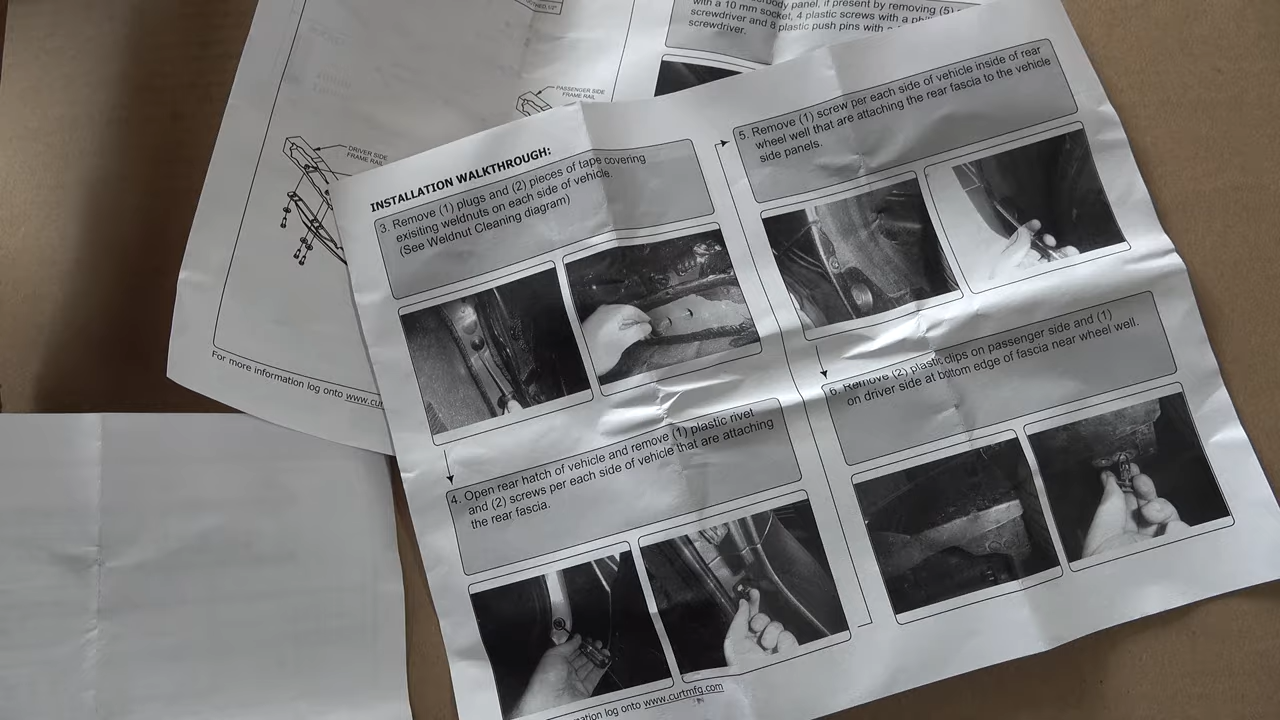 PASSENGER SIDE
FRAME RAIL
DRIVER SIDE
FRAME RAIL
For more information log onto www.cur
body panel, if present by removing (5)
with a 10 mm socket, 4 plastic screws with a
screwdriver and 8 plastic push pins with
screwdriver.
INSTALLATION WALKTHROUGH:
3. Remove (1) plugs and (2) pieces of tape covering
exisiting weldnuts on each side of vehicle.
(See Weldnut Cleaning diagram)
4. Open rear hatch of vehicle and remove (1) plastic rivet
and (2) screws per each side of vehicle that are attaching
the rear fascia.
5. Remove (1) screw per each side of vehicle inside of rear
wheel well that are attaching the rear fascia to the vehicle
side panels.
6. Remove (2) plastic clips on passenger side and (1)
on driver side at bottom edge of fascia near wheel well.
mation log onto www.curtmfg.com